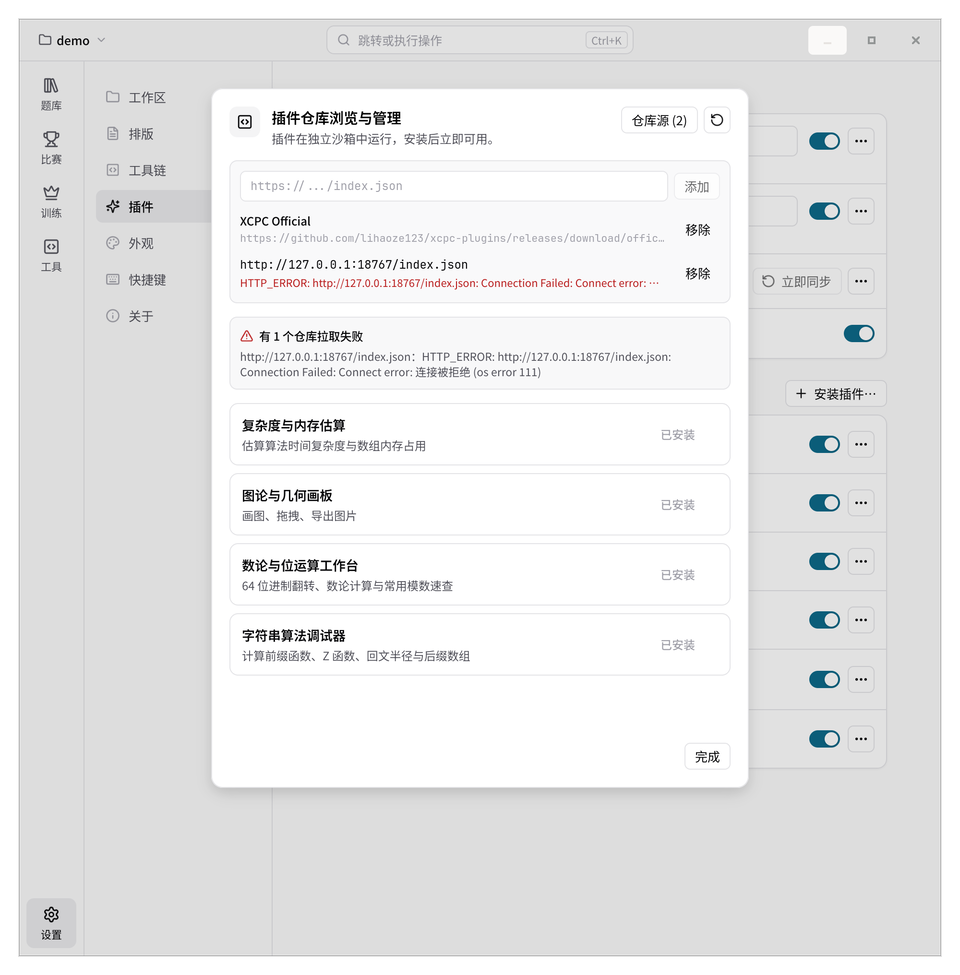 demo
跳转或执行操作
Ctrl+K
题库
比赛
训练
工具
设置
工作区
排版
工具链
插件
外观
快捷键
关于
立即同步
安装插件…
插件仓库浏览与管理
插件在独立沙箱中运行，安装后立即可用。
仓库源 (2)
https://.../index.json
添加
XCPC Official
https://github.com/lihaoze123/xcpc-plugins/releases/download/offic…
移除
http://127.0.0.1:18767/index.json
HTTP_ERROR: http://127.0.0.1:18767/index.json: Connection Failed: Connect error: …
移除
有 1 个仓库拉取失败
http://127.0.0.1:18767/index.json：HTTP_ERROR: http://127.0.0.1:18767/index.json:
Connection Failed: Connect error: 连接被拒绝 (os error 111)
复杂度与内存估算
估算算法时间复杂度与数组内存占用
已安装
图论与几何画板
画图、拖拽、导出图片
已安装
数论与位运算工作台
64 位进制翻转、数论计算与常用模数速查
已安装
字符串算法调试器
计算前缀函数、Z 函数、回文半径与后缀数组
已安装
完成